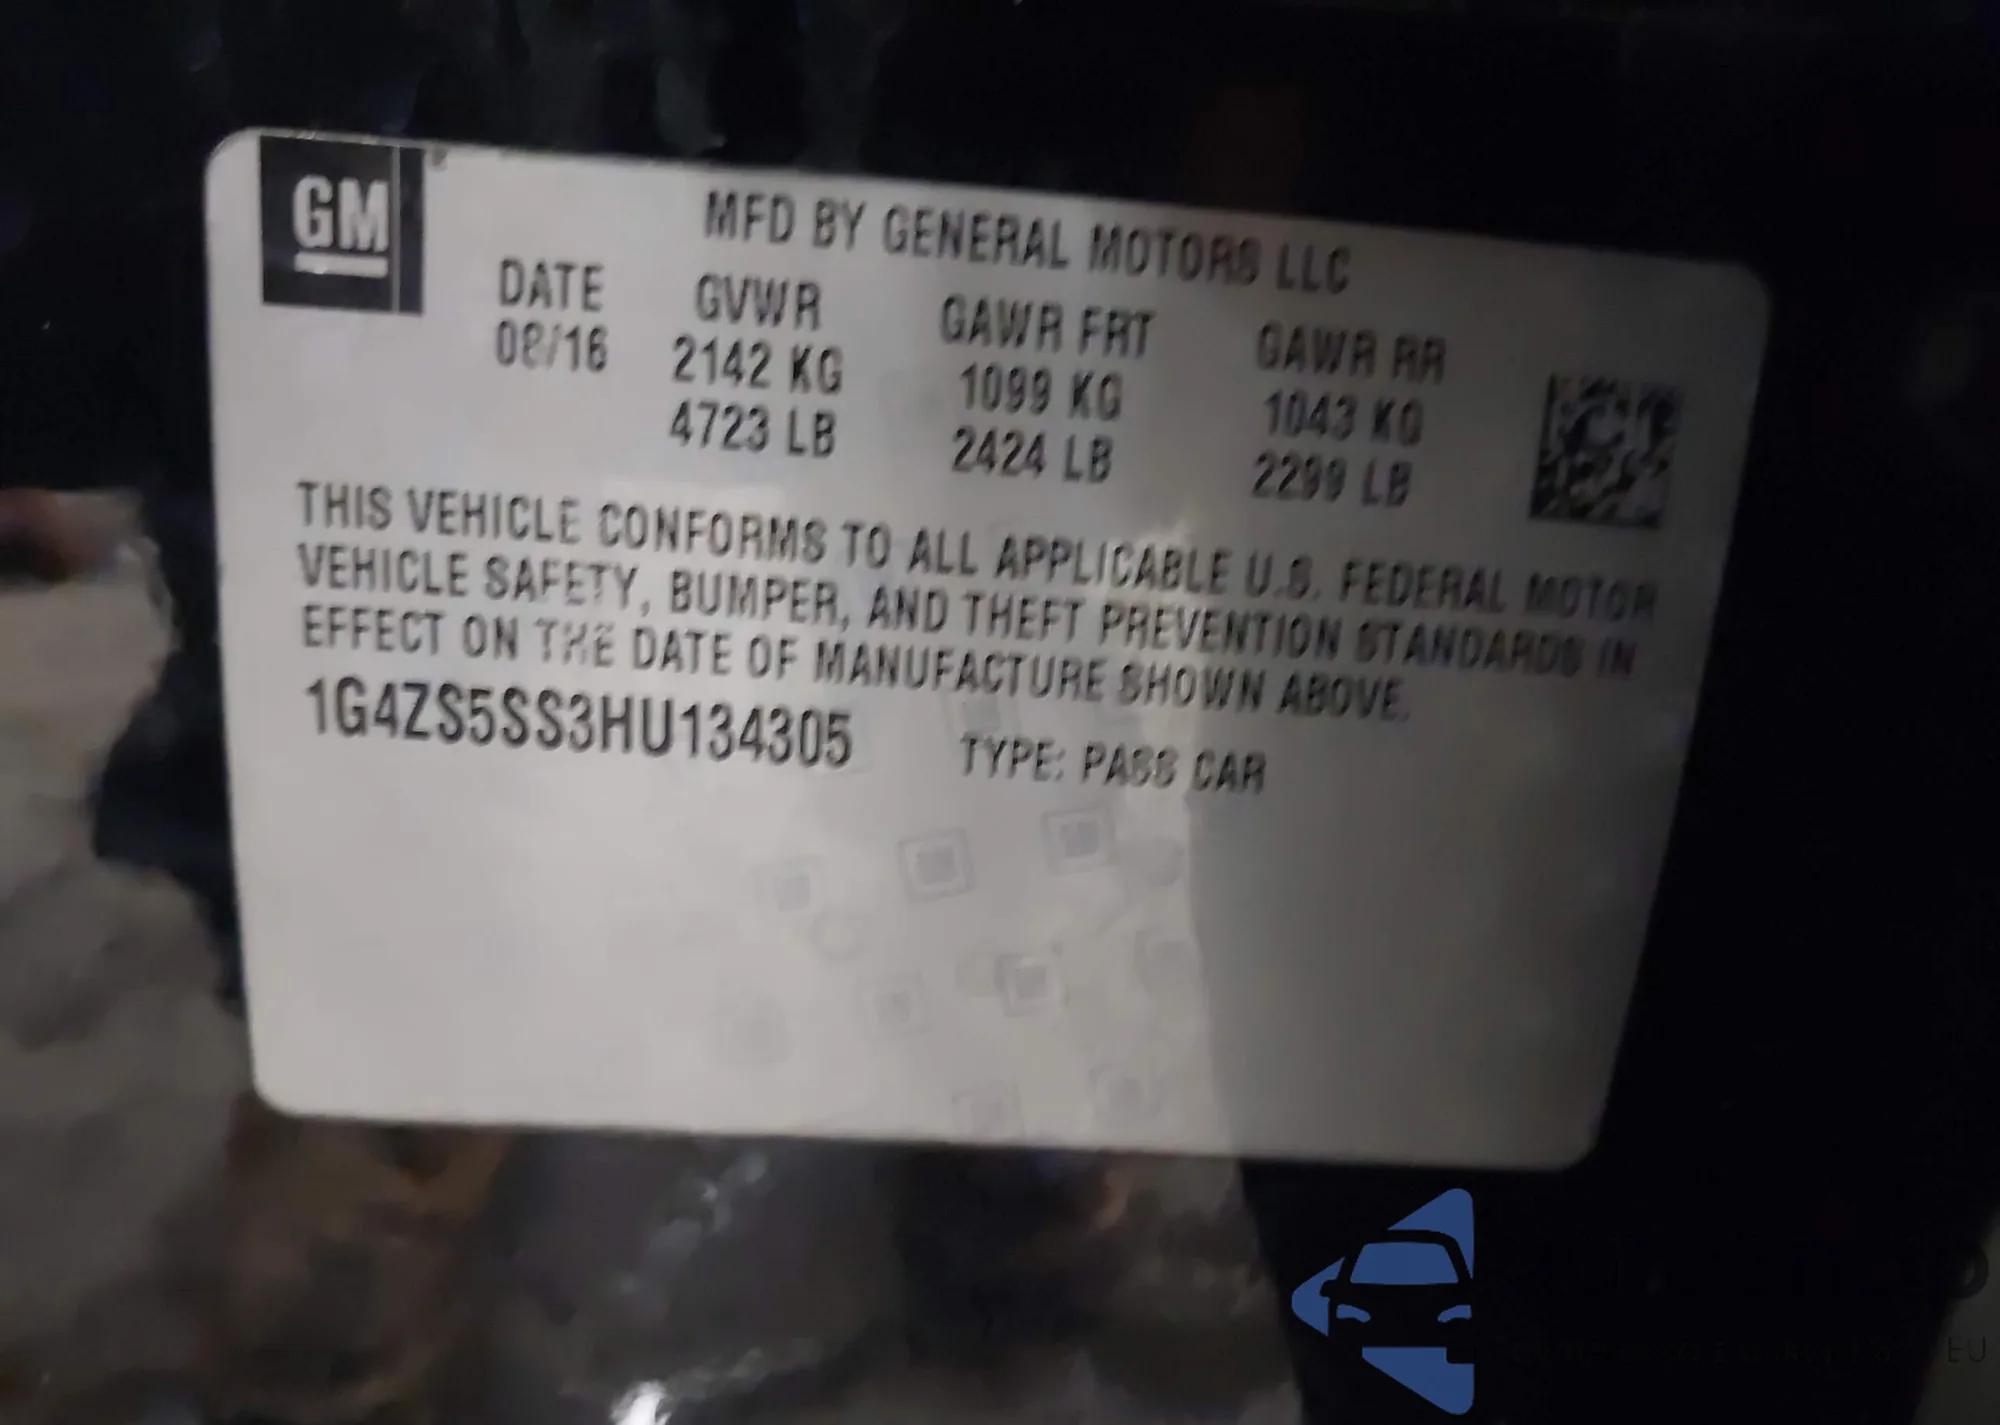 GM
MFD BY GENERAL MOTORS LLC
DATE GVWR GAWR FRT GAWR RR
08/16 2142 KG 1099 KG 1043 KG
4723 LB 2424 LB 2299 LB
THIS VEHICLE CONFORMS TO ALL APPLICABLE U.S. FEDERAL MOTOR
VEHICLE SAFETY, BUMPER, AND THEFT PREVENTION STANDARDS IN
EFFECT ON THE DATE OF MANUFACTURE SHOWN ABOVE.
1G4ZS5SS3HU134305 TYPE: PASS CAR